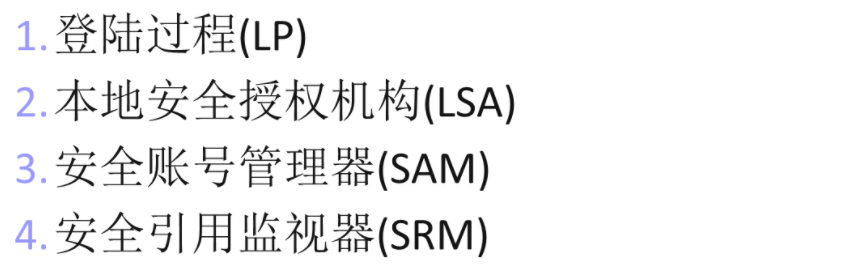 1. 登陆过程(LP)
2. 本地安全授权机构(LSA)
3. 安全账号管理器(SAM)
4. 安全引用监视器(SRM)